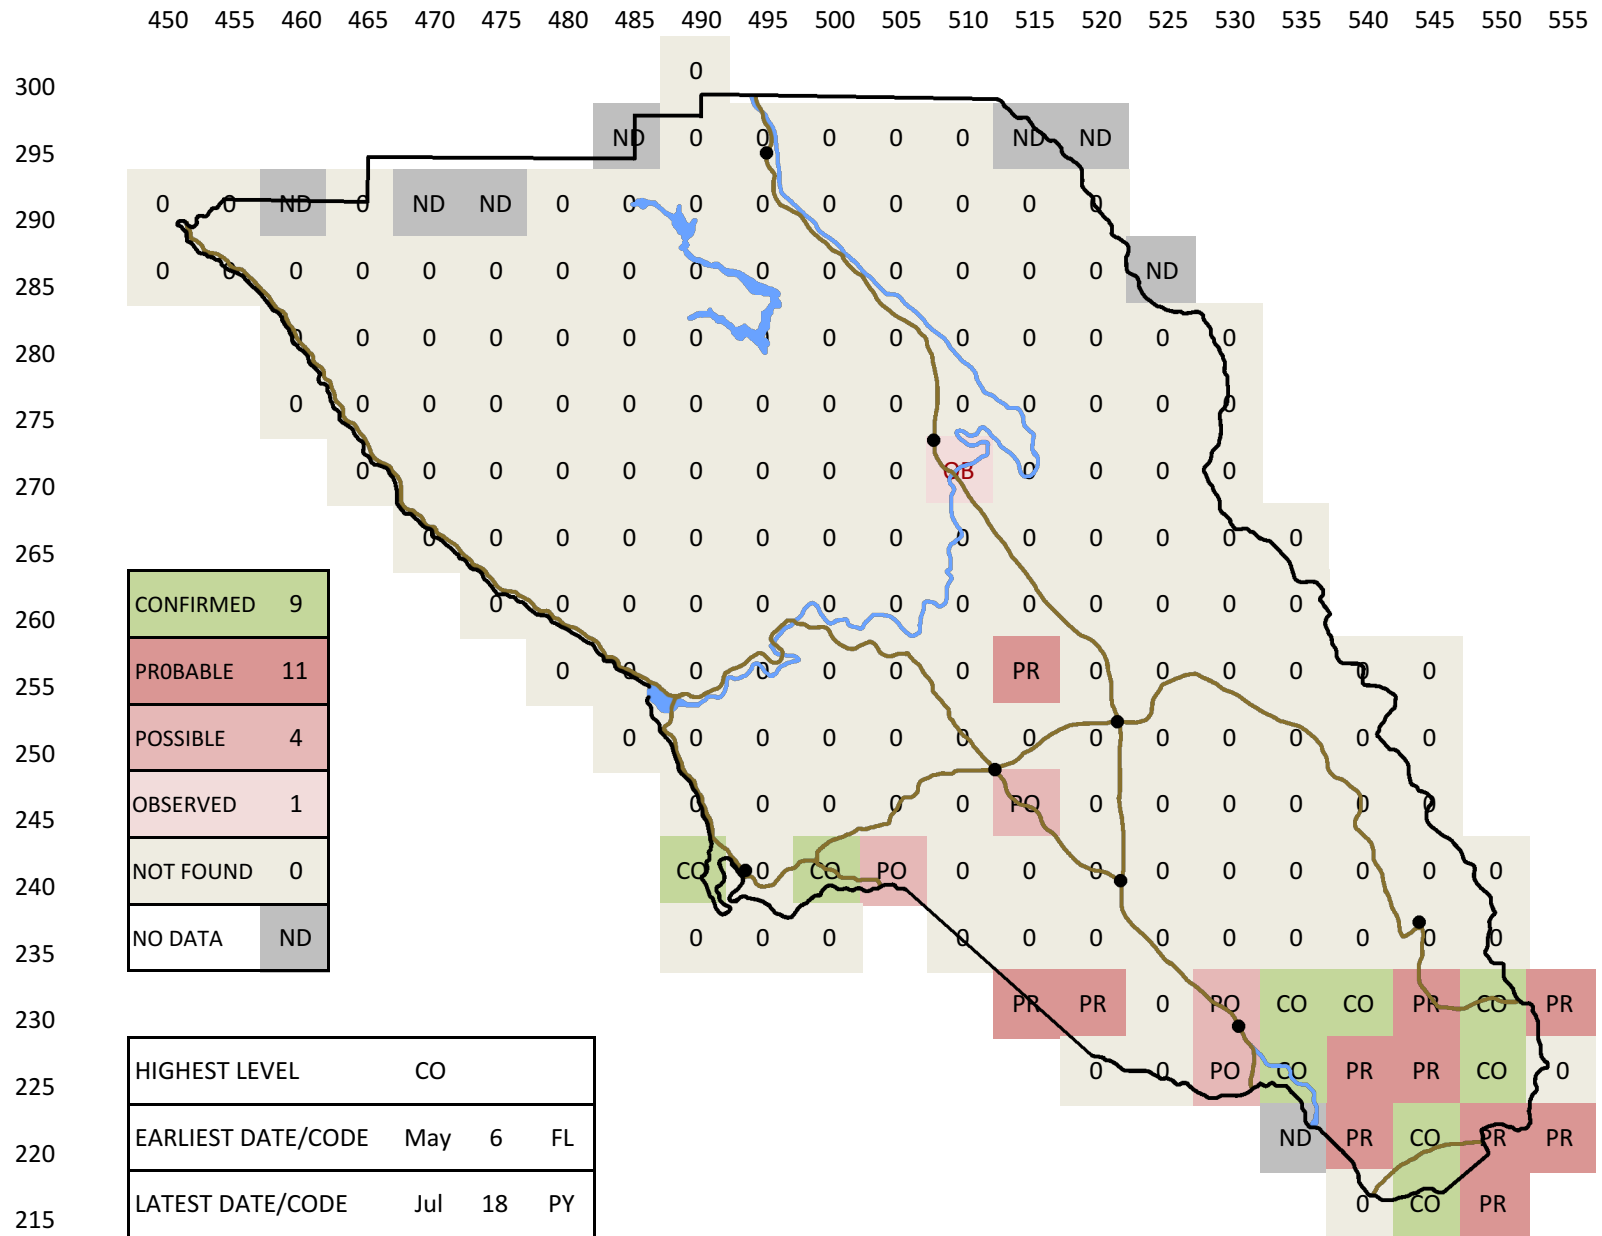 450 455 460 465 470 475 480 485 490 495 500 505 510 515 520 525 530 535 540 545 550 555
300 0
295 ND 0 0 0 0 0 ND ND
290 0 0 ND 0 ND ND 0 0 0 0 0 0 0 0 0
285 0 0 0 0 0 0 0 0 0 0 0 0 0 0 0 ND
280 0 0 0 0 0 0 0 0 0 0 0 0 0 0 0
275 0 0 0 0 0 0 0 0 0 0 0 0 0 0 0
270 0 0 0 0 0 0 0 0 0 OB 0 0 0 0
265 0 0 0 0 0 0 0 0 0 0 0 0 0 0
260 0 0 0 0 0 0 0 0 0 0 0 0 0
255 0 0 0 0 0 0 0 PR 0 0 0 0 0 0
250 0 0 0 0 0 0 0 0 0 0 0 0 0
245 0 0 0 0 0 PO 0 0 0 0 0 0
240 CO 0 CO PO 0 0 0 0 0 0 0 0 0
235 0 0 0 0 0 0 0 0 0 0 0 0
230 PR PR 0 PO CO CO PR CO PR
225 0 0 PO CO PR PR CO 0
220 ND PR CO PR PR
215 0 CO PR
CONFIRMED 9
PR0BABLE 11
POSSIBLE 4
OBSERVED 1
NOT FOUND 0
NO DATA ND
HIGHEST LEVEL CO
EARLIEST DATE/CODE May 6 FL
LATEST DATE/CODE Jul 18 PY